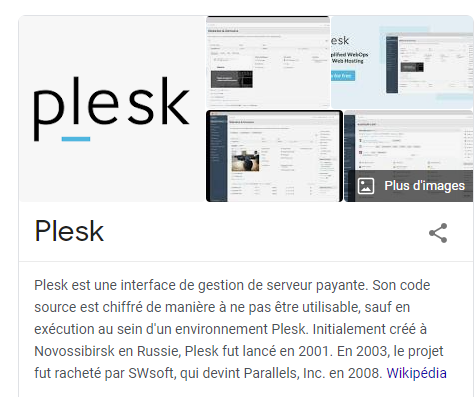 plesk
esk
plified WebOps
Web Hosting
Plus d'images
Plesk
Plesk est une interface de gestion de serveur payante. Son code
source est chiffré de manière à ne pas être utilisable, sauf en
exécution au sein d'un environnement Plesk. Initialement créé à
Novossibirsk en Russie, Plesk fut lancé en 2001. En 2003, le projet
fut racheté par SWsoft, qui devint Parallels, Inc. en 2008. Wikipédia